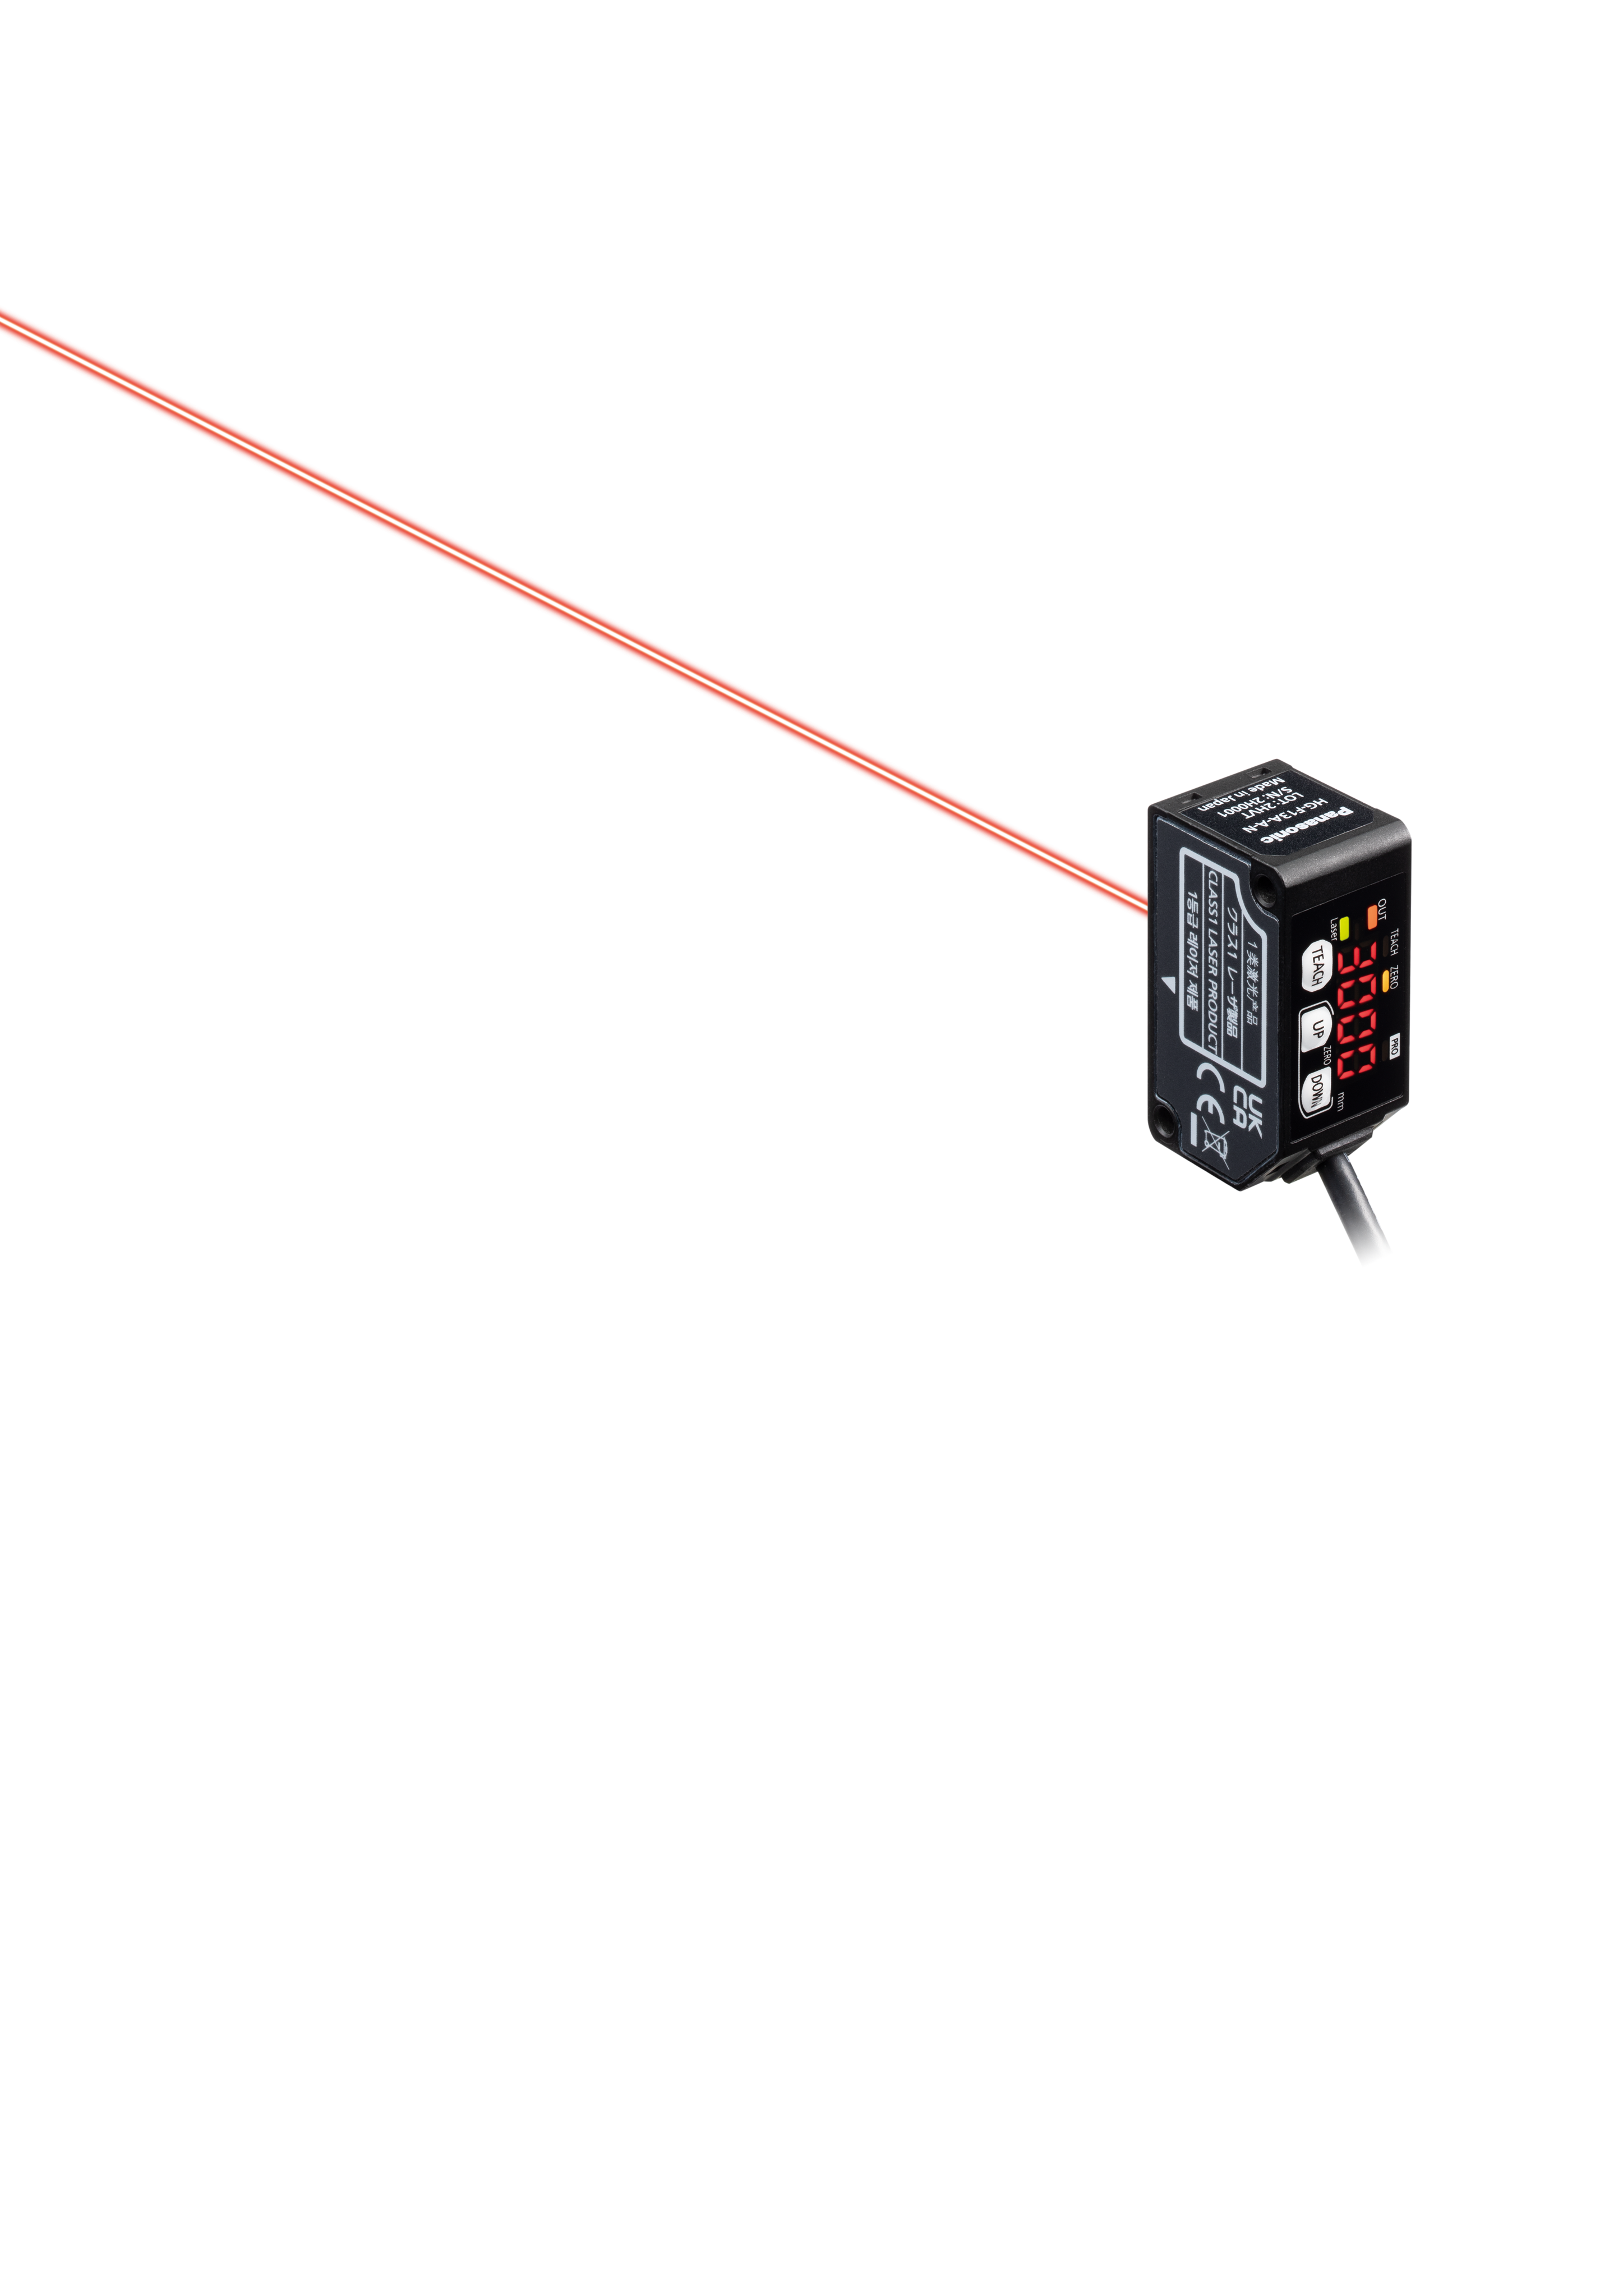 Panasonic
HG-F13A-A-N
LOT: 2HVT
S/N: 2H0001
Made in Japan
1类激光产品
クラス1 レーザ製品
CLASS1 LASER PRODUCT
1등급 레이저 제품
UK
CA
CE
OUT
TEACH
ZERO
PRO
Laser
3000
mm
TEACH
UP
ZERO
DOWN